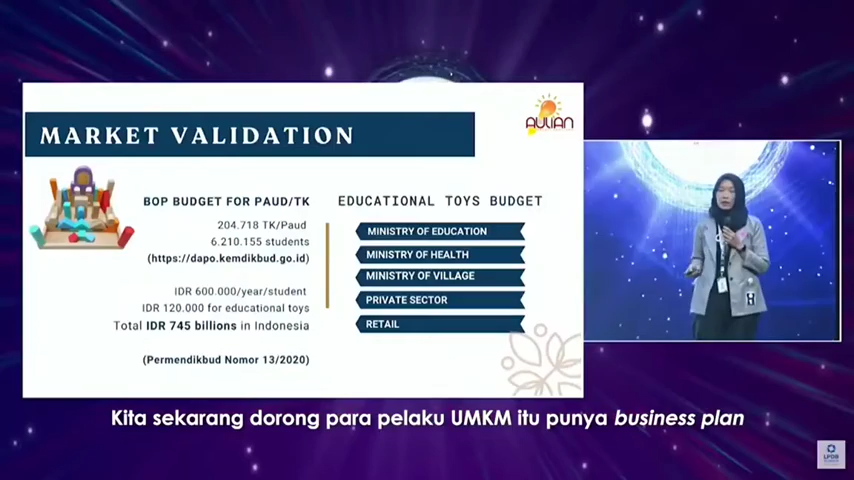 MARKET VALIDATION
AULIAN
BOP BUDGET FOR PAUD/TK
204.718 TK/Paud
6.210.155 students
(https://dapo.kemdikbud.go.id)
IDR 600.000/year/student
IDR 120.000 for educational toys
Total IDR 745 billions in Indonesia
(Permendikbud Nomor 13/2020)
EDUCATIONAL TOYS BUDGET
MINISTRY OF EDUCATION
MINISTRY OF HEALTH
MINISTRY OF VILLAGE
PRIVATE SECTOR
RETAIL
H
Kita sekarang dorong para pelaku UMKM itu punya business plan
LPDB